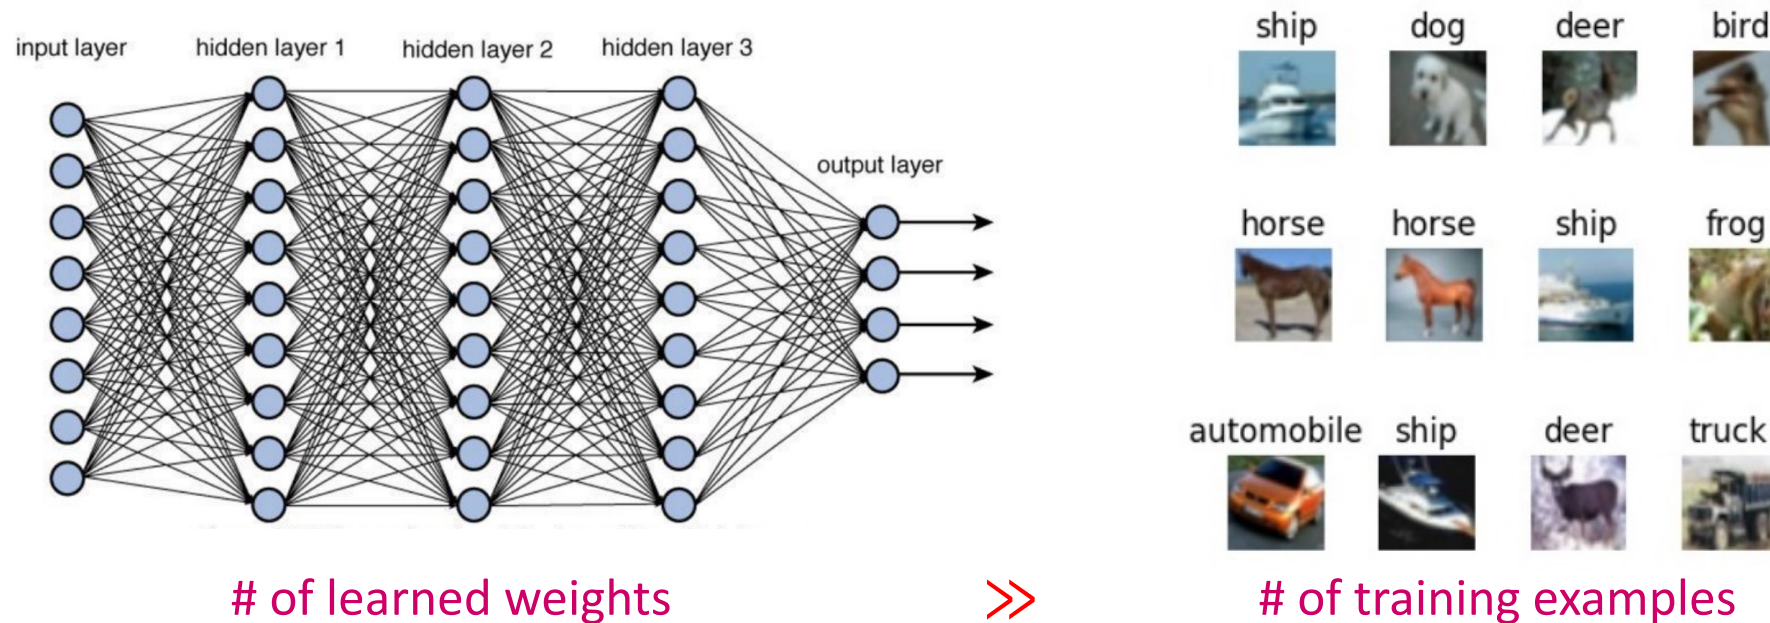 input layer
hidden layer 1
hidden layer 2
hidden layer 3
output layer
ship dog deer bird
horse horse ship frog
automobile ship deer truck
# of learned weights >> # of training examples